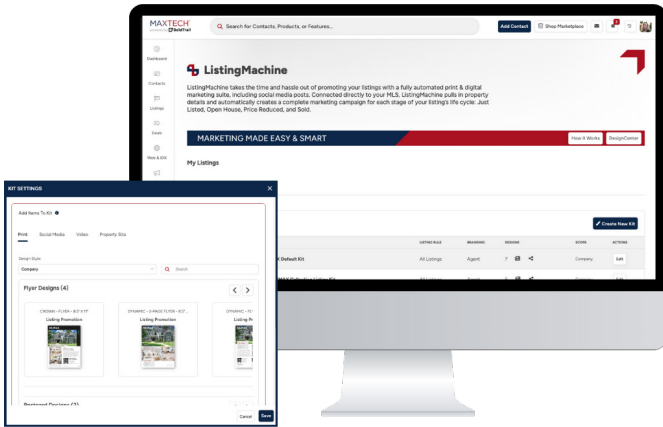 MAXTECH
powered by BoldTrail
Search for Contacts, Products, or Features...
Add Contact
Shop Marketplace
Dashboard
Contacts
Listings
Deals
Web & IDX
ListingMachine
ListingMachine takes the time and hassle out of promoting your listings with a fully automated print & digital
marketing suite, including social media posts. Connected directly to your MLS, ListingMachine pulls in property
details and automatically creates a complete marketing campaign for each stage of your listing's life cycle: Just
Listed, Open House, Price Reduced, and Sold.
MARKETING MADE EASY & SMART
How it Works
DesignCenter
My Listings
Create New Kit
LISTING RULE
BRANDING
DESIGNS
SCOPE
ACTIONS
Default Kit
All Listings
Agent
7
Company
Edit
KIT SETTINGS
Add Items To Kit
Print
Social Media
Video
Property Site
Design Style
Company
Search
Flyer Designs (4)
Listing Promotion
Listing Promotion
Cancel
Save